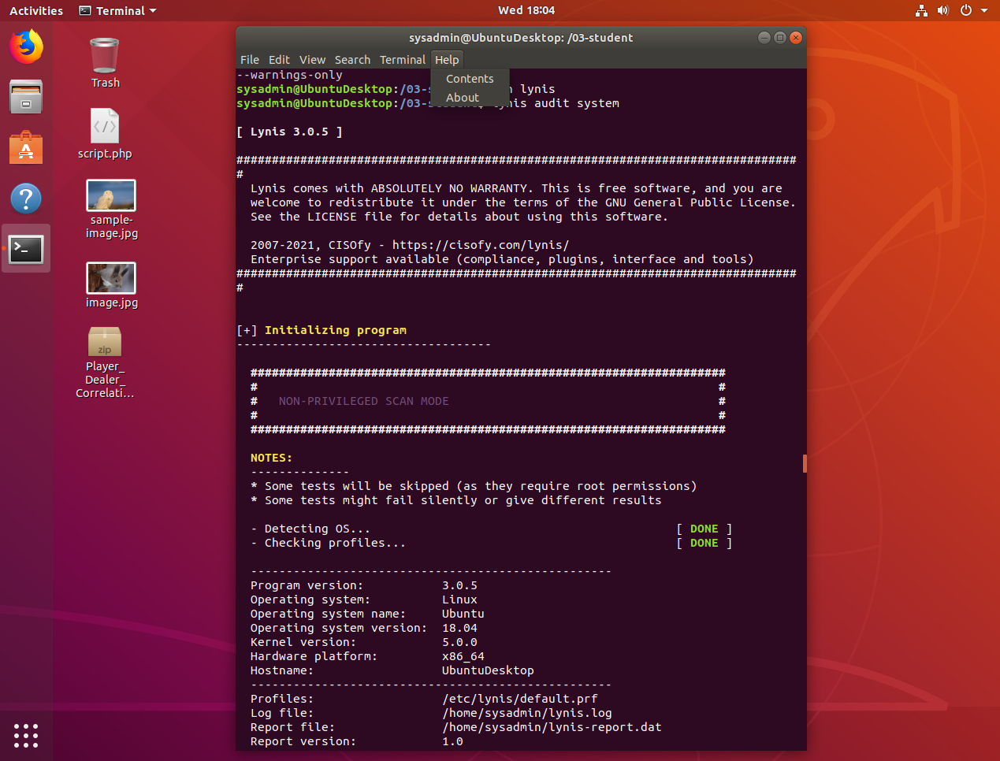 Activities
Terminal
Wed 18:04
Trash
script.php
sample-
image.jpg
image.jpg
zip
Player_
Dealer_
Correlati...
sysadmin@UbuntuDesktop: /03-student
File Edit View Search Terminal Help
Contents
About
--warnings-only
sysadmin@UbuntuDesktop:/03- lynis
sysadmin@UbuntuDesktop:/03- lynis audit system
[ Lynis 3.0.5 ]
###############################################################################
#
Lynis comes with ABSOLUTELY NO WARRANTY. This is free software, and you are
welcome to redistribute it under the terms of the GNU General Public License.
See the LICENSE file for details about using this software.
2007-2021, CISOfy - https://cisofy.com/lynis/
Enterprise support available (compliance, plugins, interface and tools)
###############################################################################
#
[+] Initializing program
------------------------------------
###################################################################
# #
# NON-PRIVILEGED SCAN MODE #
# #
###################################################################
NOTES:
--------------
* Some tests will be skipped (as they require root permissions)
* Some tests might fail silently or give different results
- Detecting OS... [ DONE ]
- Checking profiles... [ DONE ]
---------------------------------------------------
Program version: 3.0.5
Operating system: Linux
Operating system name: Ubuntu
Operating system version: 18.04
Kernel version: 5.0.0
Hardware platform: x86_64
Hostname: UbuntuDesktop
---------------------------------------------------
Profiles: /etc/lynis/default.prf
Log file: /home/sysadmin/lynis.log
Report file: /home/sysadmin/lynis-report.dat
Report version: 1.0